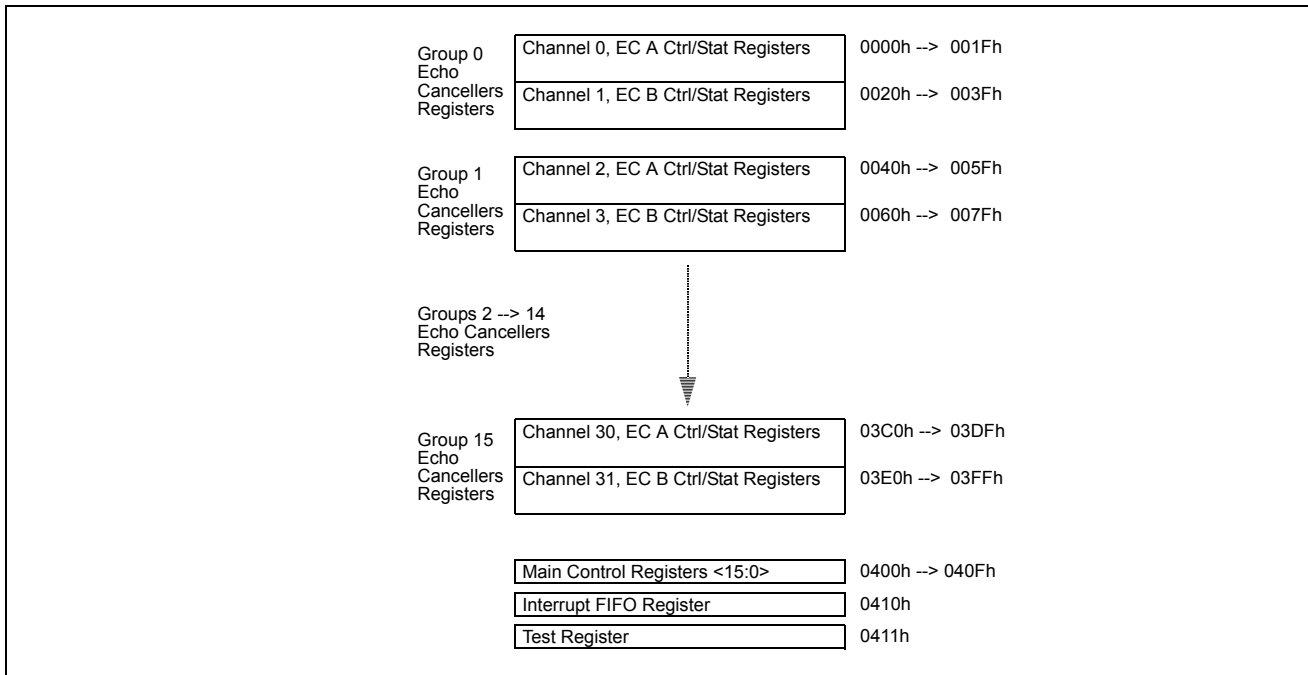 Group 0
Echo
Cancellers
Registers
Channel 0, EC A Ctrl/Stat Registers
0000h --> 001Fh
Channel 1, EC B Ctrl/Stat Registers
0020h --> 003Fh
Group 1
Echo
Cancellers
Registers
Channel 2, EC A Ctrl/Stat Registers
0040h --> 005Fh
Channel 3, EC B Ctrl/Stat Registers
0060h --> 007Fh
Groups 2 --> 14
Echo Cancellers
Registers
Group 15
Echo
Cancellers
Registers
Channel 30, EC A Ctrl/Stat Registers
03C0h --> 03DFh
Channel 31, EC B Ctrl/Stat Registers
03E0h --> 03FFh
Main Control Registers <15:0>
0400h --> 040Fh
Interrupt FIFO Register
0410h
Test Register
0411h